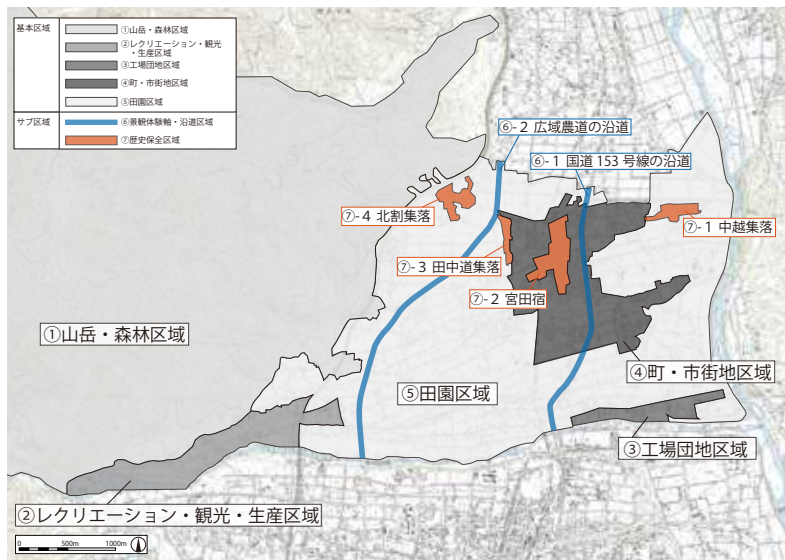 基本区域
①山岳・森林区域
②レクリエーション・観光
・生産区域
③工場団地区域
④町・市街地区域
⑤田園区域
サブ区域
⑥景観体験軸・沿道区域
⑦歴史保全区域
⑥-2 広域農道の沿道
⑥-1 国道 153 号線の沿道
⑦-4 北割集落
⑦-1 中越集落
⑦-3 田中道集落
⑦-2 宮田宿
①山岳・森林区域
④町・市街地区域
⑤田園区域
③工場団地区域
②レクリエーション・観光・生産区域
0 500m 1000m